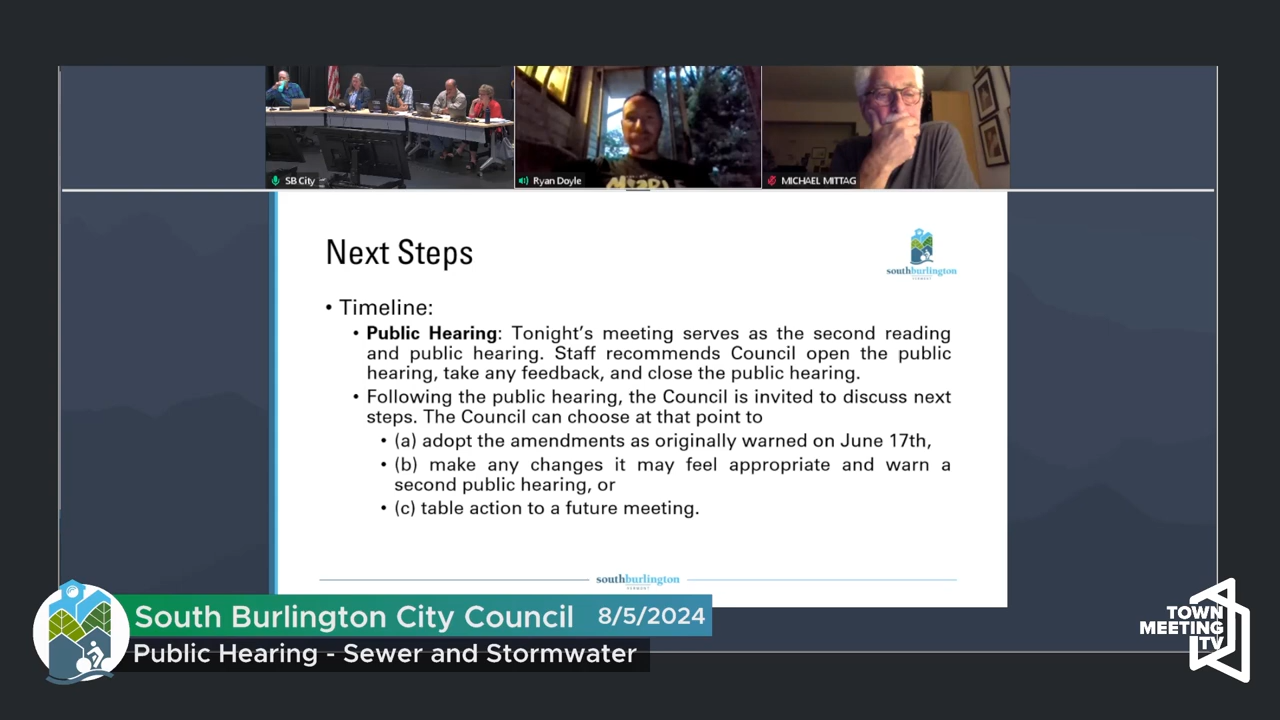 SB City
Ryan Doyle
MICHAEL MITTAG
Next Steps
southburlington
VERMONT
• Timeline:
• Public Hearing: Tonight's meeting serves as the second reading
and public hearing. Staff recommends Council open the public
hearing, take any feedback, and close the public hearing.
• Following the public hearing, the Council is invited to discuss next
steps. The Council can choose at that point to
• (a) adopt the amendments as originally warned on June 17th,
• (b) make any changes it may feel appropriate and warn a
second public hearing, or
• (c) table action to a future meeting.
southburlington
VERMONT
South Burlington City Council 8/5/2024
Public Hearing - Sewer and Stormwater
TOWN
MEETING
TV